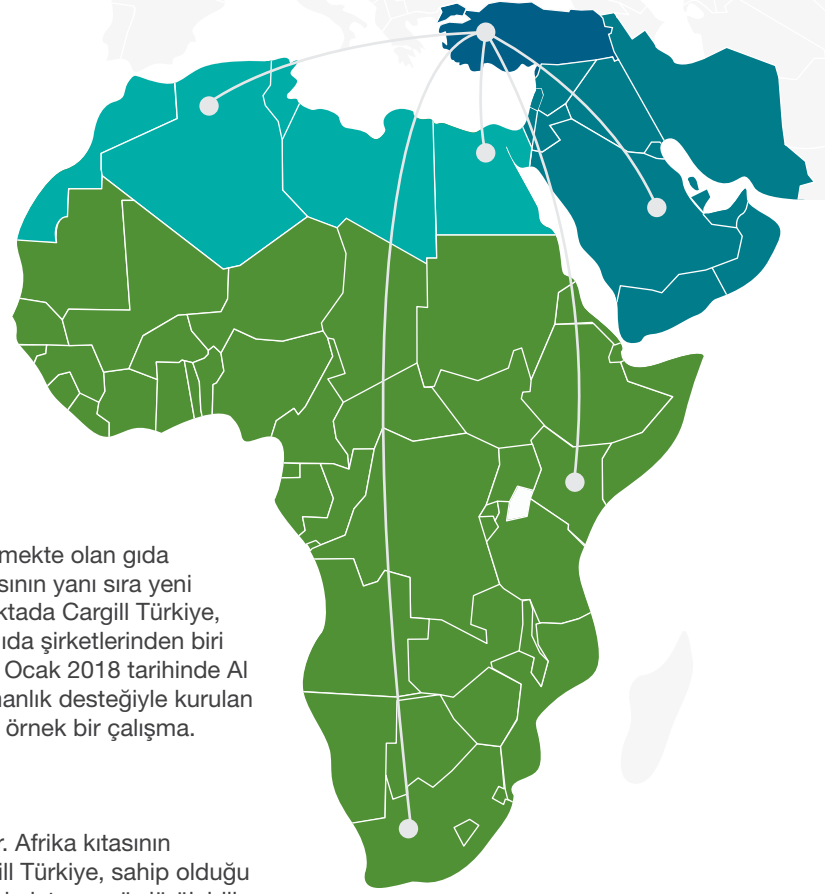 mekte olan gıda
sının yanı sıra yeni
ktada Cargill Türkiye,
ıda şirketlerinden biri
Ocak 2018 tarihinde Al
nanlık desteğiyle kurulan
örnek bir çalışma.
r. Afrika kıtasının
ill Türkiye, sahip olduğu